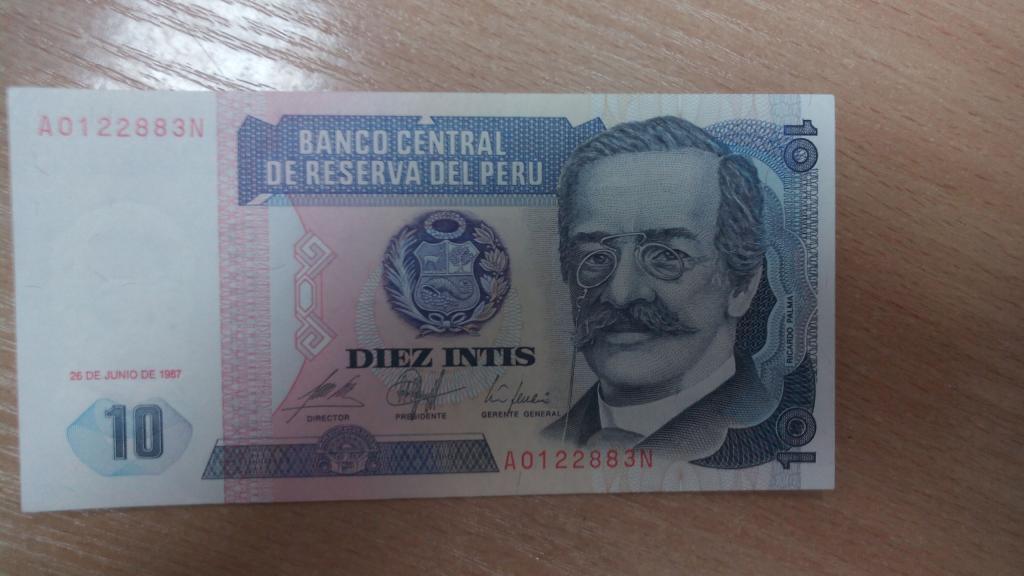 A0122883N
BANCO CENTRAL
DE RESERVA DEL PERU
10
DIEZ INTIS
RICARDO PALMA
26 DE JUNIO DE 1987
DIRECTOR
PRESIDENTE
GERENTE GENERAL
10
A0122883N
10